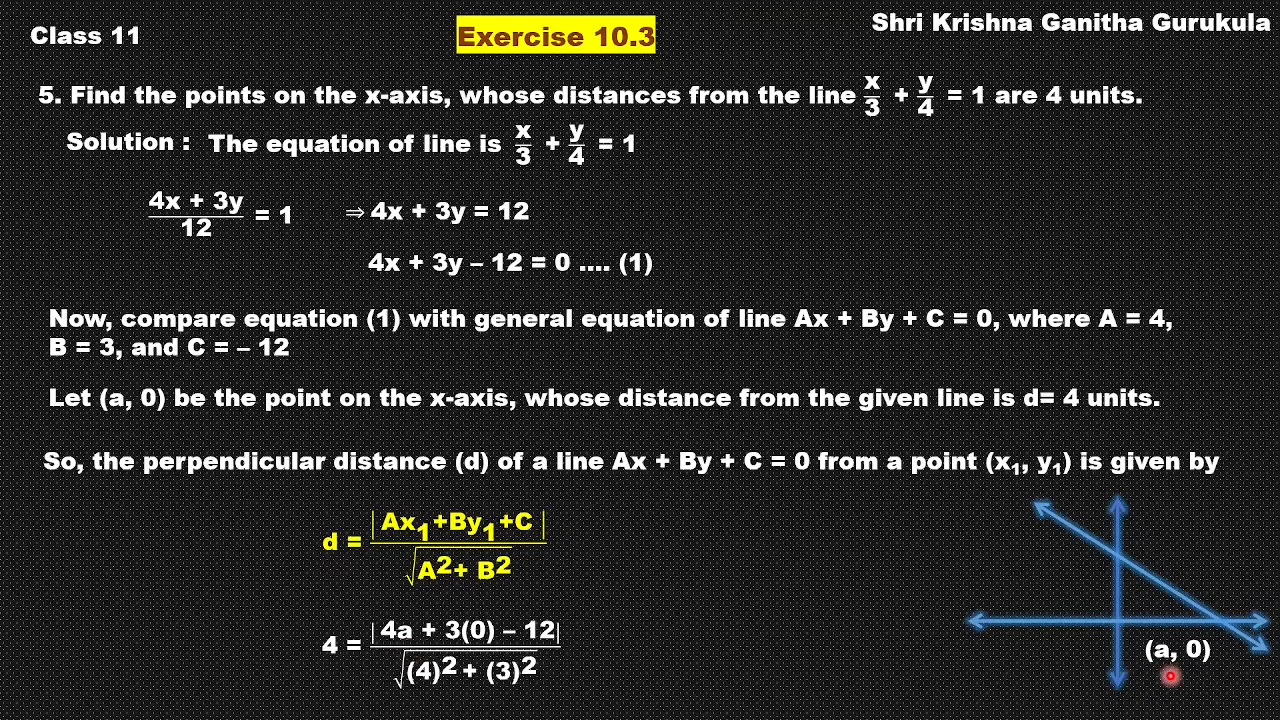 Class 11
Exercise 10.3
Shri Krishna Ganitha Gurukula
5. Find the points on the x-axis, whose distances from the line x/3 + y/4 = 1 are 4 units.
Solution : The equation of line is x/3 + y/4 = 1
(4x + 3y)/12 = 1 ⇒ 4x + 3y = 12
4x + 3y – 12 = 0 .... (1)
Now, compare equation (1) with general equation of line Ax + By + C = 0, where A = 4,
B = 3, and C = – 12
Let (a, 0) be the point on the x-axis, whose distance from the given line is d= 4 units.
So, the perpendicular distance (d) of a line Ax + By + C = 0 from a point (x₁, y₁) is given by
d = | Ax₁+By₁+C | / √(A²+ B²)
4 = | 4a + 3(0) – 12| / √((4)² + (3)²)
(a, 0)